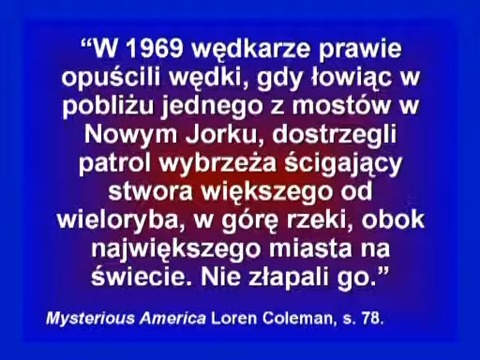 “W 1969 wędkarze prawie
opuścili wędki, gdy łowiąc w
pobliżu jednego z mostów w
Nowym Jorku, dostrzegli
patrol wybrzeża ścigający
stwora większego od
wieloryba, w górę rzeki, obok
największego miasta na
świecie. Nie złapali go.”
Mysterious America Loren Coleman, s. 78.